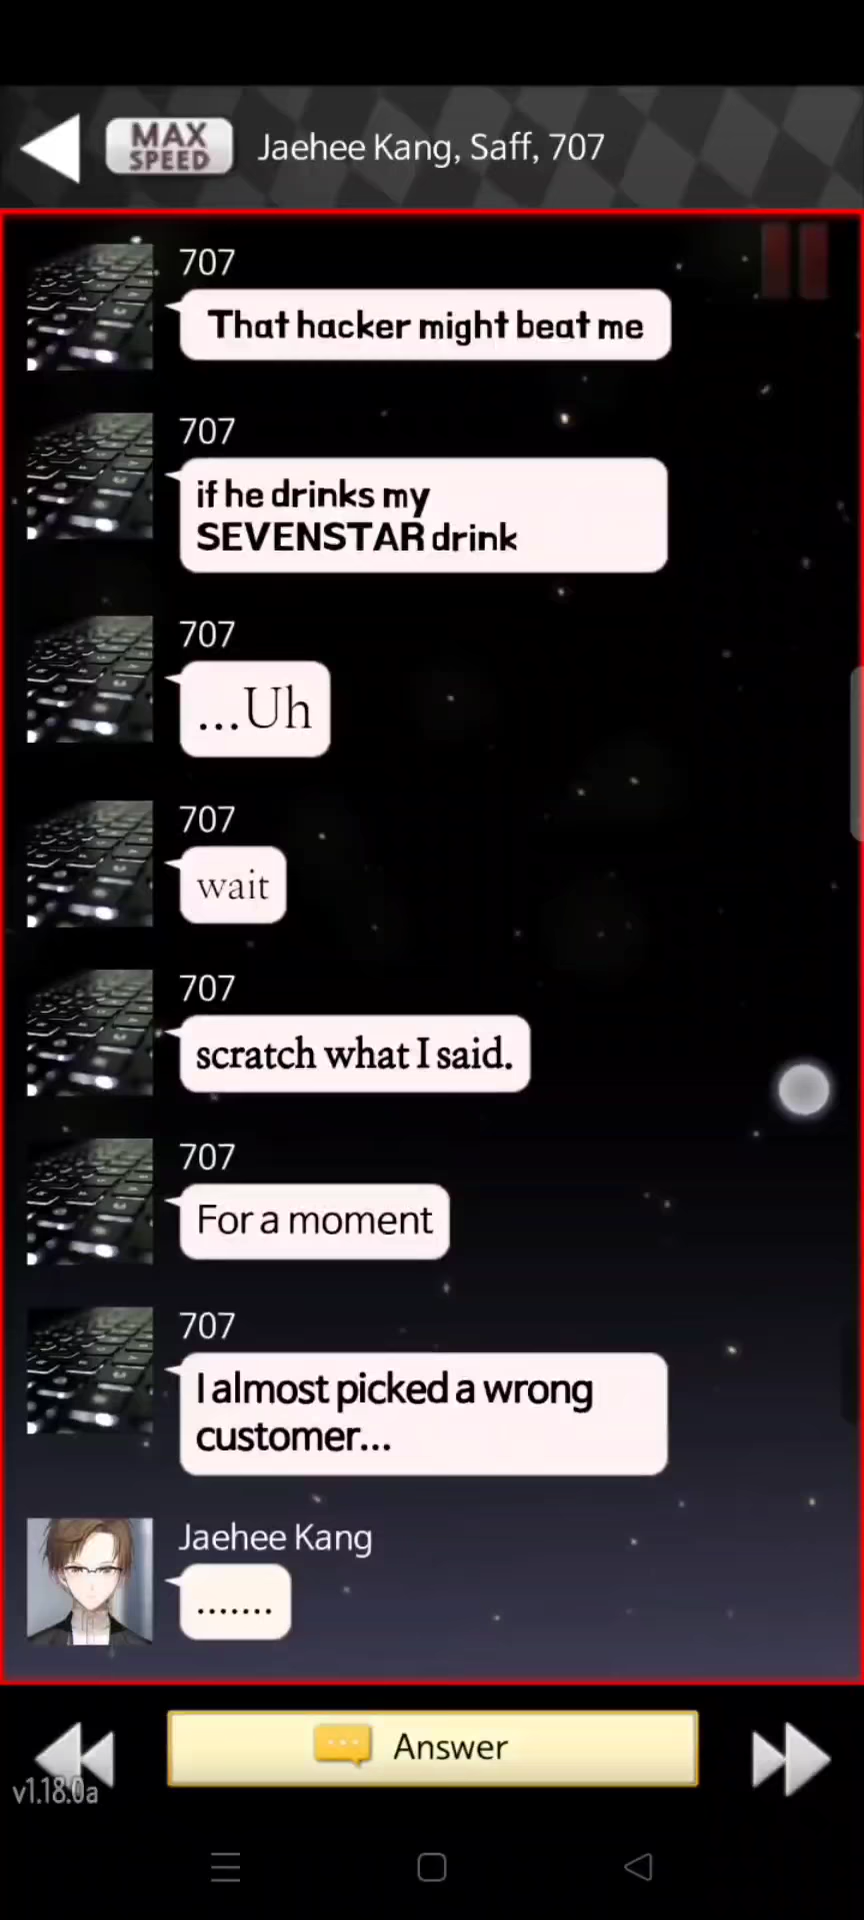 MAX
SPEED
Jaehee Kang, Saff, 707
707
That hacker might beat me
707
if he drinks my
SEVENSTAR drink
707
...Uh
707
wait
707
scratch what I said.
707
For a moment
707
I almost picked a wrong
customer...
Jaehee Kang
.......
Answer
v1.18.0a